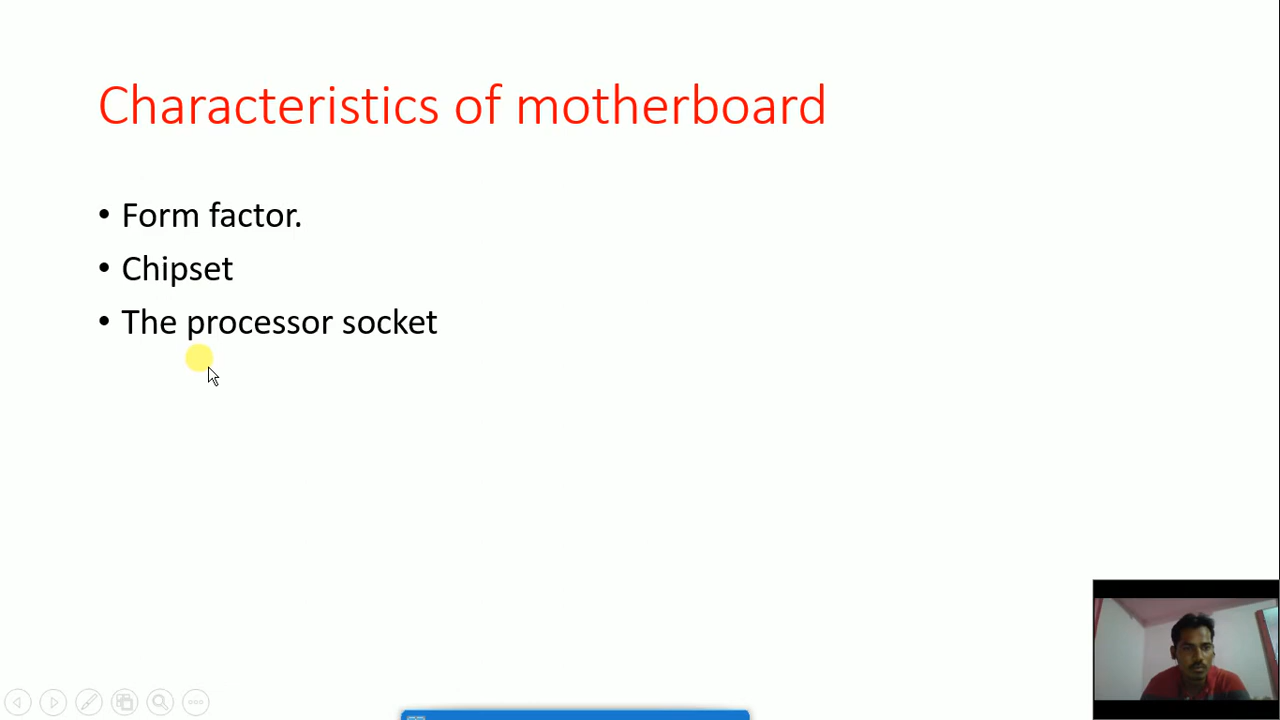 Characteristics of motherboard
• Form factor.
• Chipset
• The processor socket